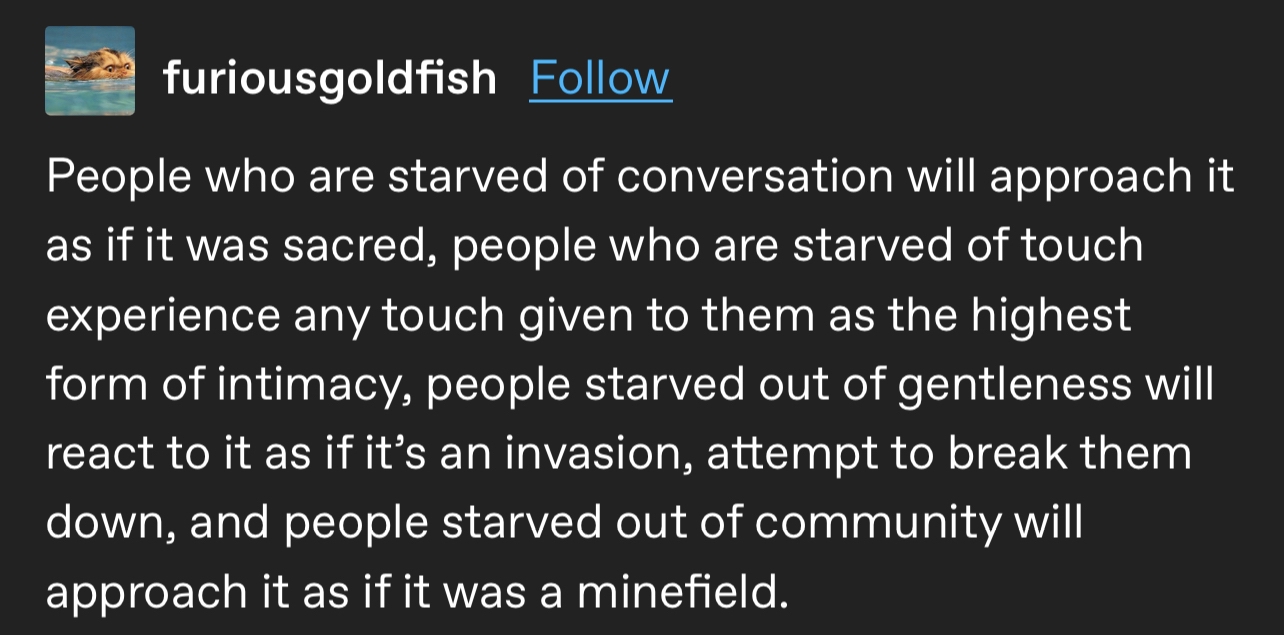 furiousgoldfish Follow
People who are starved of conversation will approach it
as if it was sacred, people who are starved of touch
experience any touch given to them as the highest
form of intimacy, people starved out of gentleness will
react to it as if it’s an invasion, attempt to break them
down, and people starved out of community will
approach it as if it was a minefield.